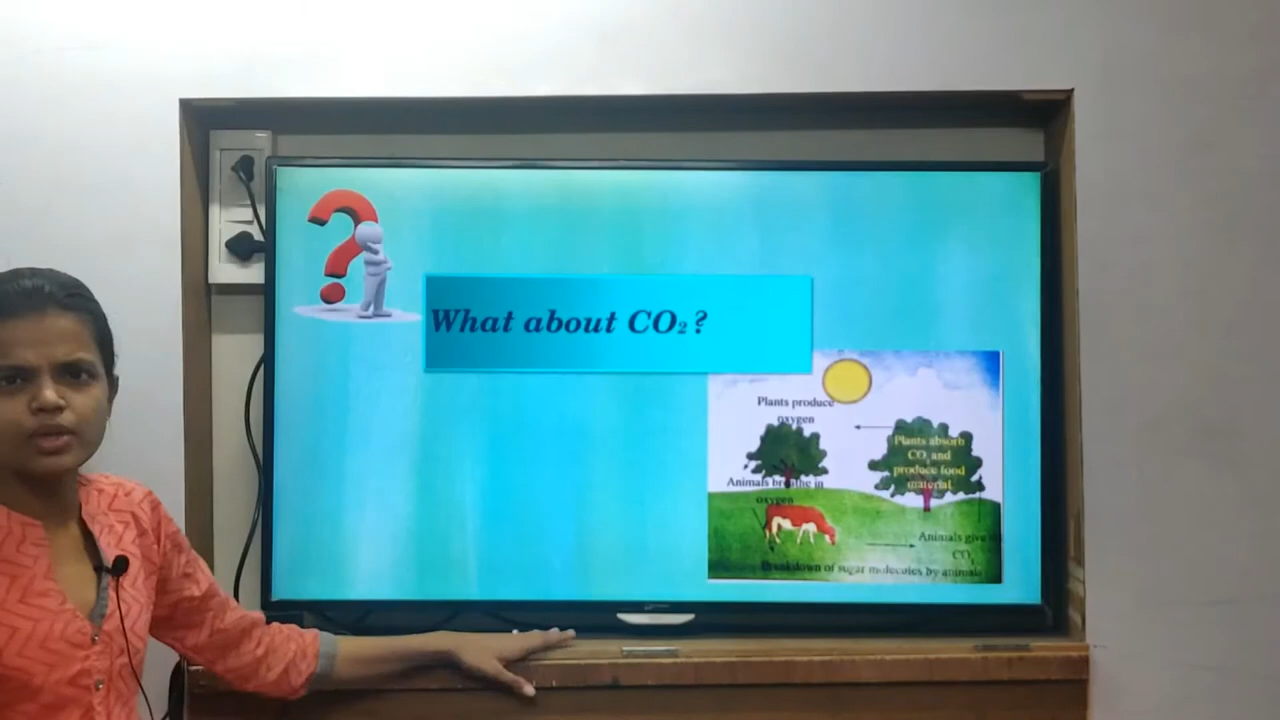 What about CO₂?
Plants produce
oxygen
Plants absorb
CO₂ and
produce food
material
Animals breathe in
oxygen
Animals give
CO₂
Breakdown of sugar molecules by animals